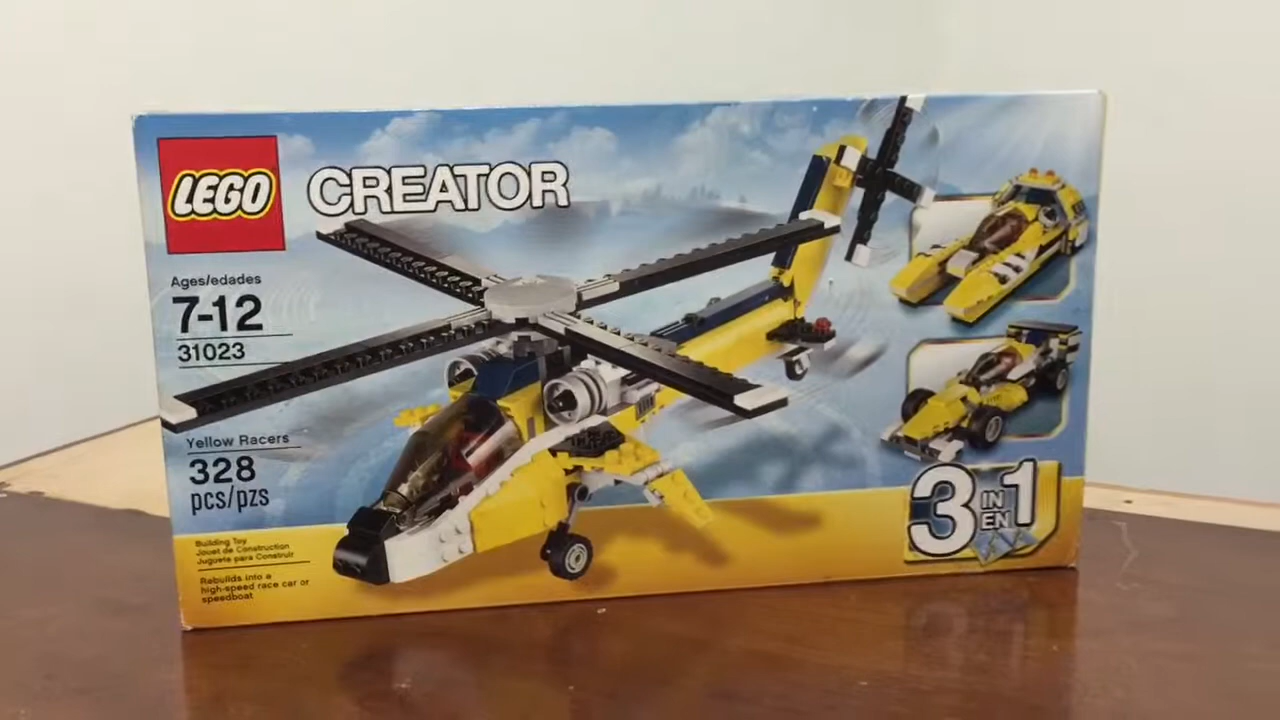 LEGO CREATOR
Ages/edades
7-12
31023
Yellow Racers
328
pcs/pzs
Building Toy
Jouet de Construction
Juguete para Construir
Rebuilds into a
high-speed race car or
speedboat
3 IN EN 1